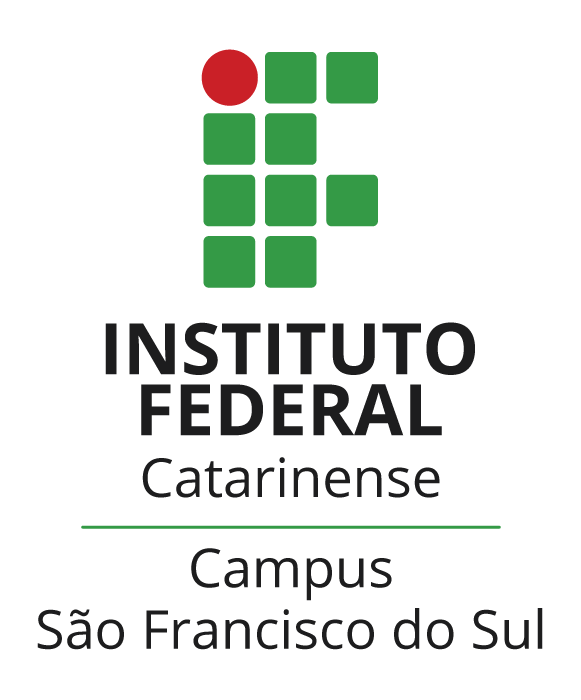 INSTITUTO
FEDERAL
Catarinense
Campus
São Francisco do Sul